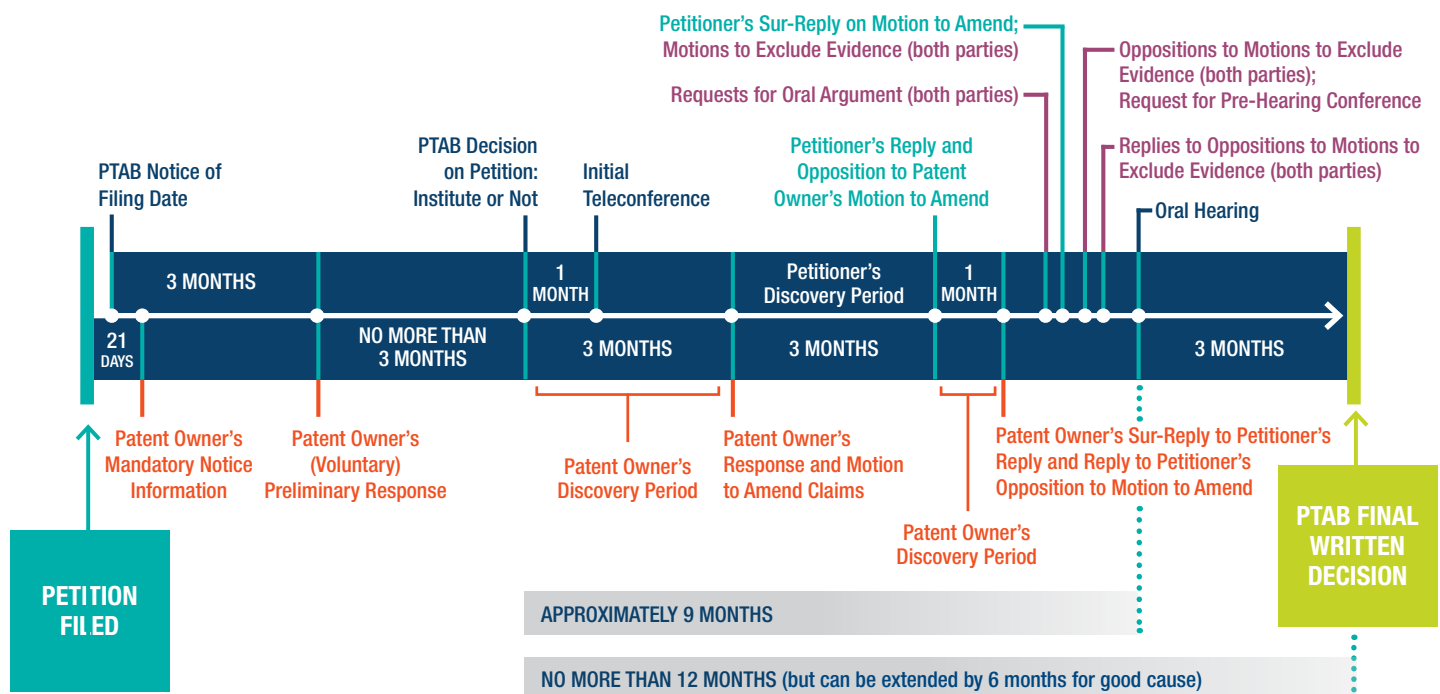 Petitioner's Sur-Reply on Motion to Amend;
Motions to Exclude Evidence (both parties)
Requests for Oral Argument (both parties)
Oppositions to Motions to Exclude
Evidence (both parties);
Request for Pre-Hearing Conference
Replies to Oppositions to Motions to
Exclude Evidence (both parties)
PTAB Notice of
Filing Date
PTAB Decision
on Petition:
Institute or Not
Initial
Teleconference
Petitioner's Reply and
Opposition to Patent
Owner's Motion to Amend
Oral Hearing
3 MONTHS
1
MONTH
Petitioner's
Discovery Period
1
MONTH
21
DAYS
NO MORE THAN
3 MONTHS
3 MONTHS
3 MONTHS
3 MONTHS
Patent Owner's
Mandatory Notice
Information
Patent Owner's
(Voluntary)
Preliminary Response
Patent Owner's
Discovery Period
Patent Owner's
Response and Motion
to Amend Claims
Patent Owner's
Discovery Period
Patent Owner's Sur-Reply to Petitioner's
Reply and Reply to Petitioner's
Opposition to Motion to Amend
PETITION
FILED
PTAB FINAL
WRITTEN
DECISION
APPROXIMATELY 9 MONTHS
NO MORE THAN 12 MONTHS (but can be extended by 6 months for good cause)